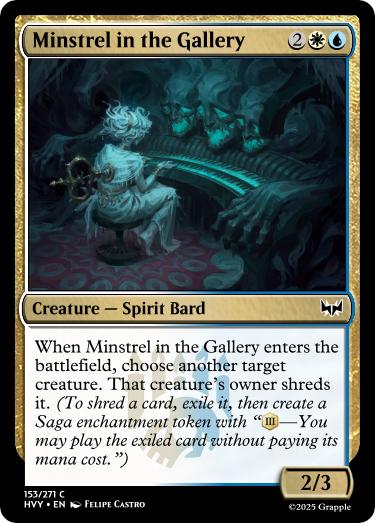 Minstrel in the Gallery 2
Creature — Spirit Bard
When Minstrel in the Gallery enters the
battlefield, choose another target
creature. That creature's owner shreds
it. (To shred a card, exile it, then create a
Saga enchantment token with “III—You
may play the exiled card without paying its
mana cost.”)
2/3
153/271 C
HVY • EN Felipe Castro
©2025 Grapple